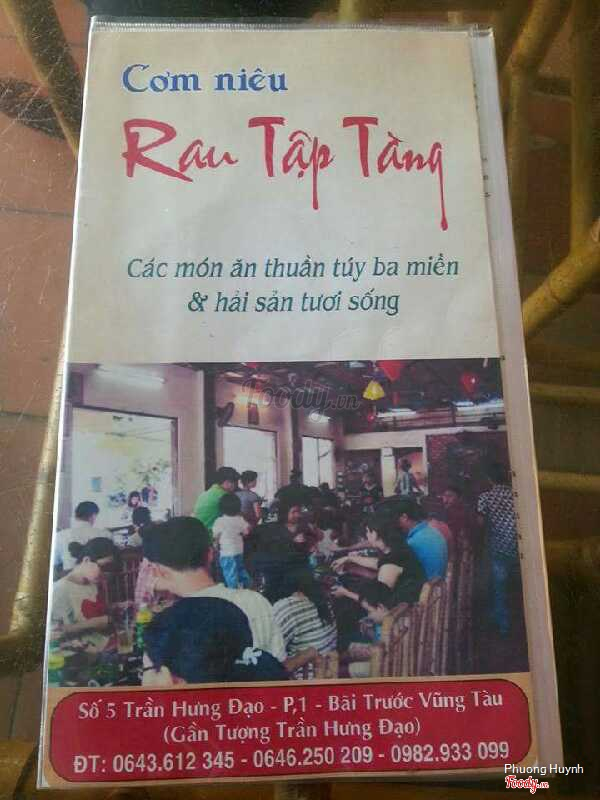 Cơm niêu
Rau Tập Tàng
Các món ăn thuần túy ba miền
& hải sản tươi sống
Foody.vn
Số 5 Trần Hưng Đạo - P,1 - Bãi Trước Vũng Tàu
(Gần Tượng Trần Hưng Đạo)
ĐT: 0643.612 345 - 0646.250 209 - 0982.933 099
Phuong Huynh
Foody.vn